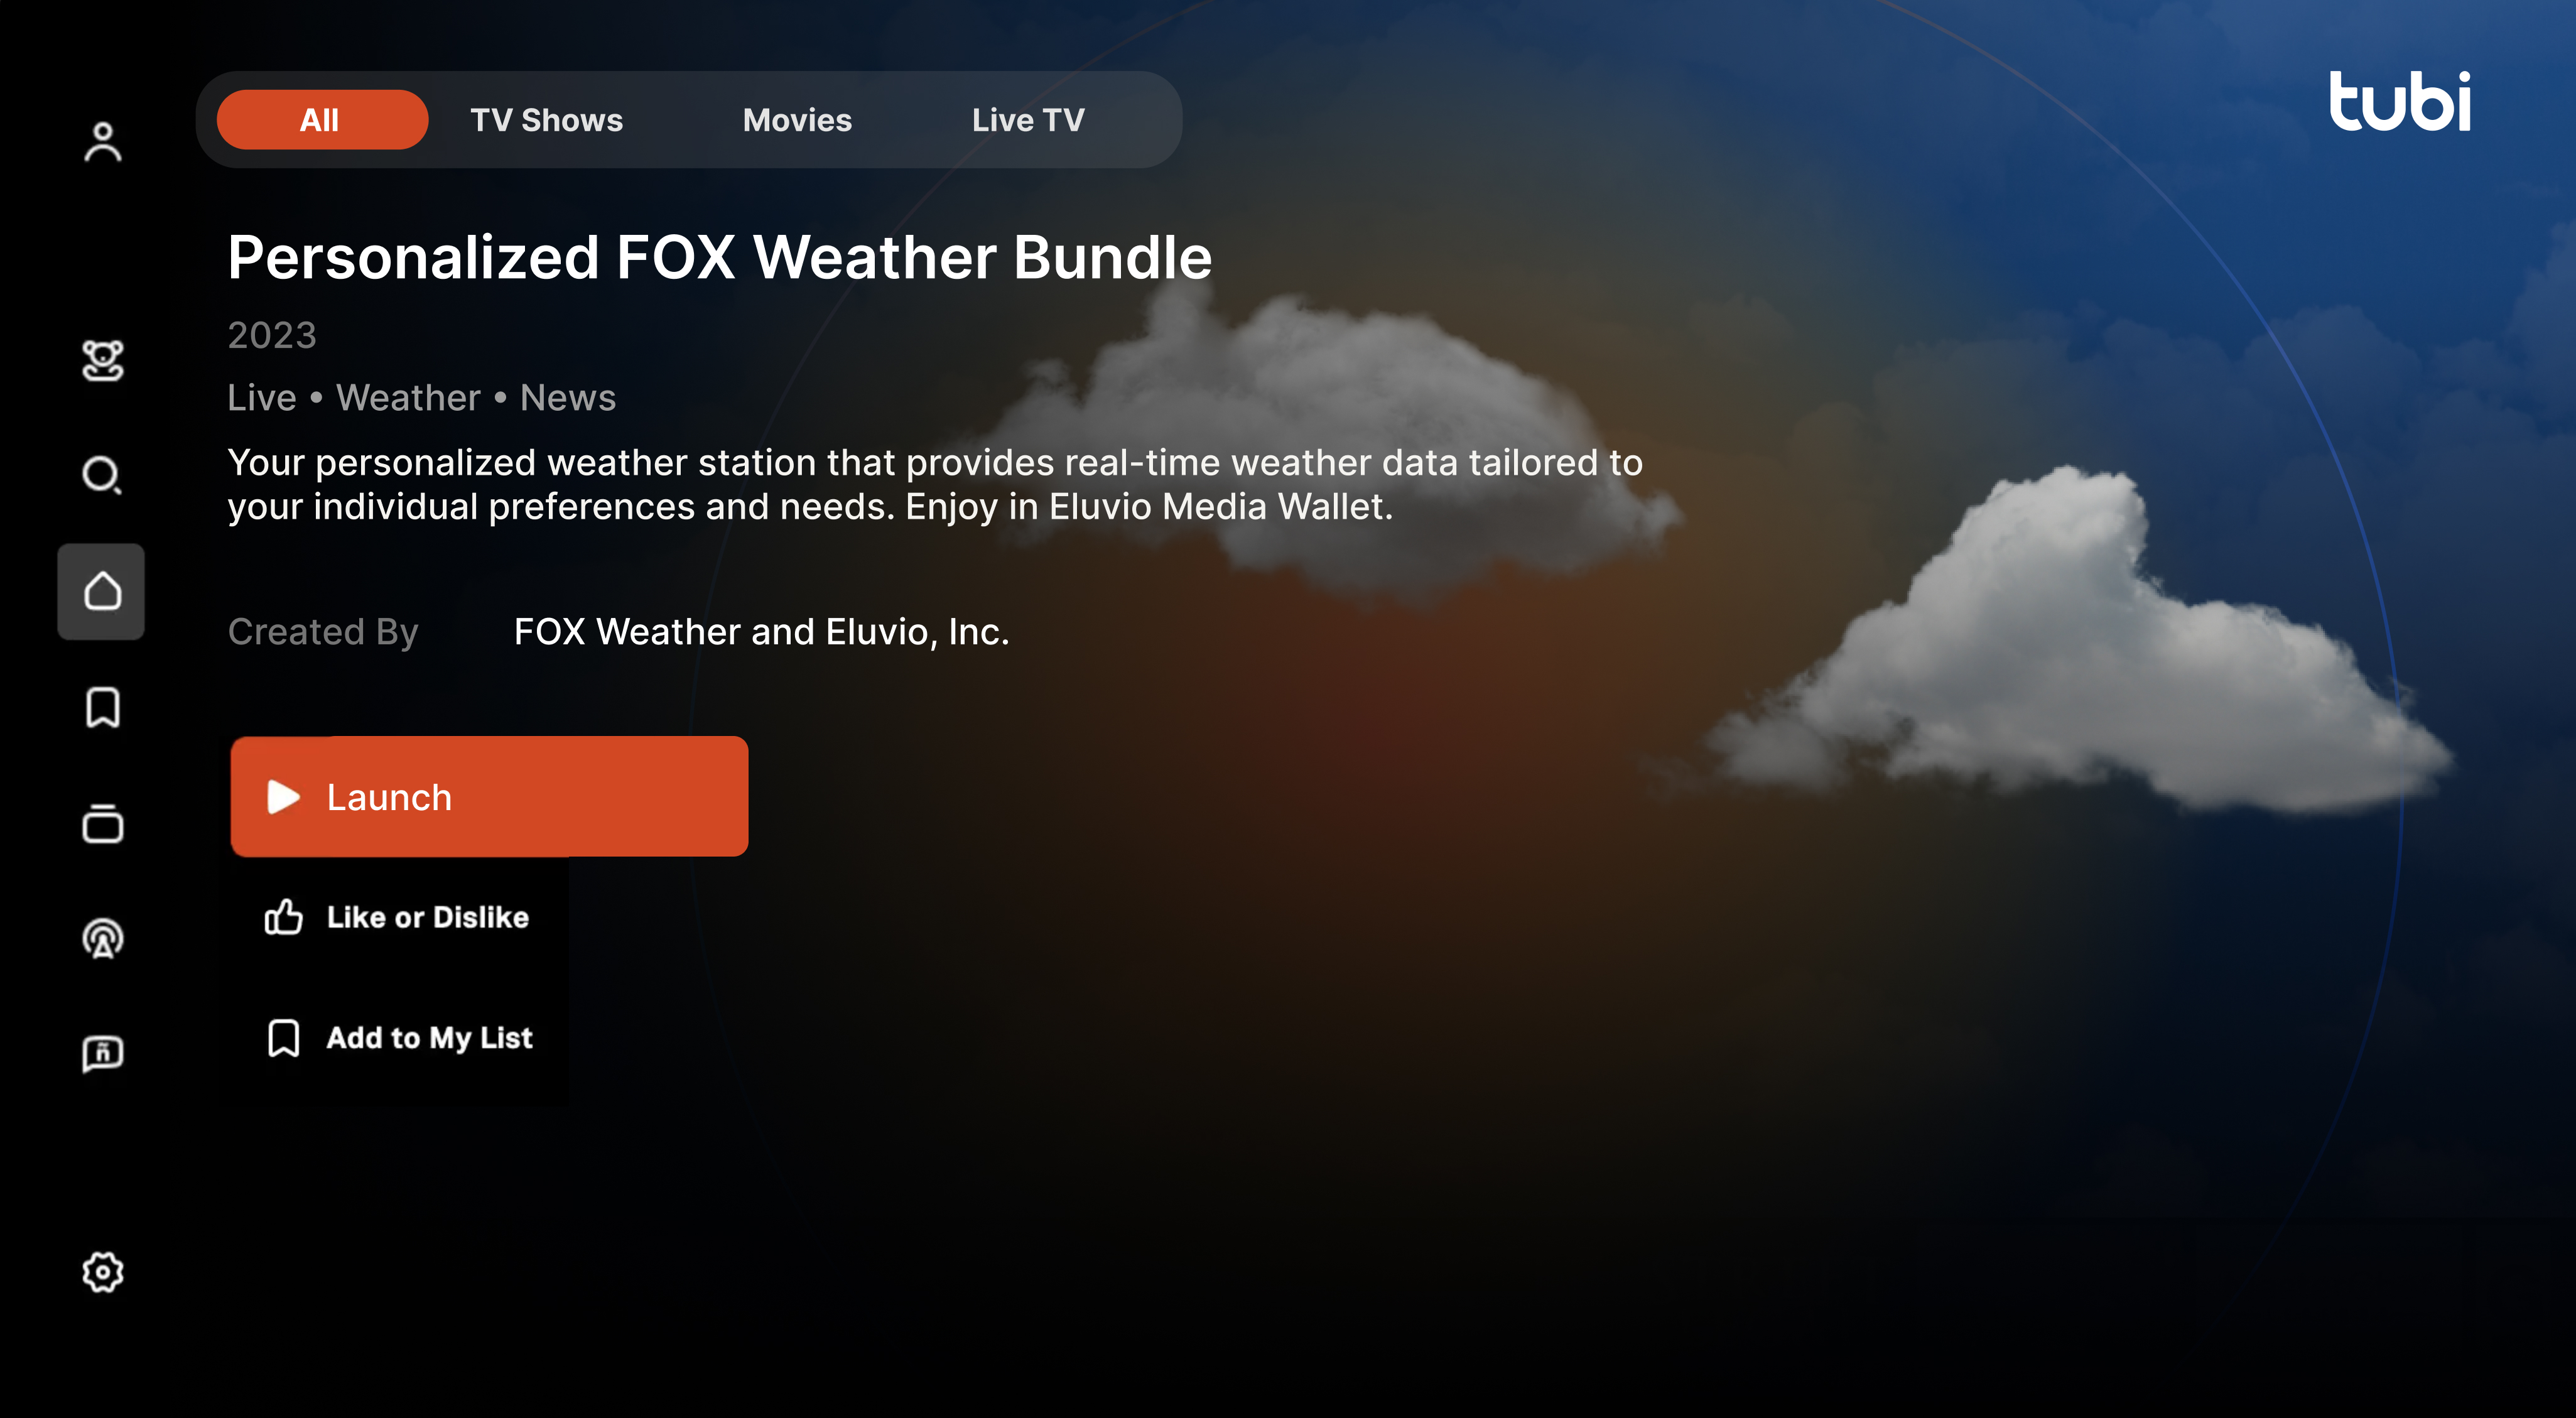 All
TV Shows
Movies
Live TV
tubi
Personalized FOX Weather Bundle
2023
Live • Weather • News
Your personalized weather station that provides real-time weather data tailored to
your individual preferences and needs. Enjoy in Eluvio Media Wallet.
Created By FOX Weather and Eluvio, Inc.
Launch
Like or Dislike
Add to My List
ñ